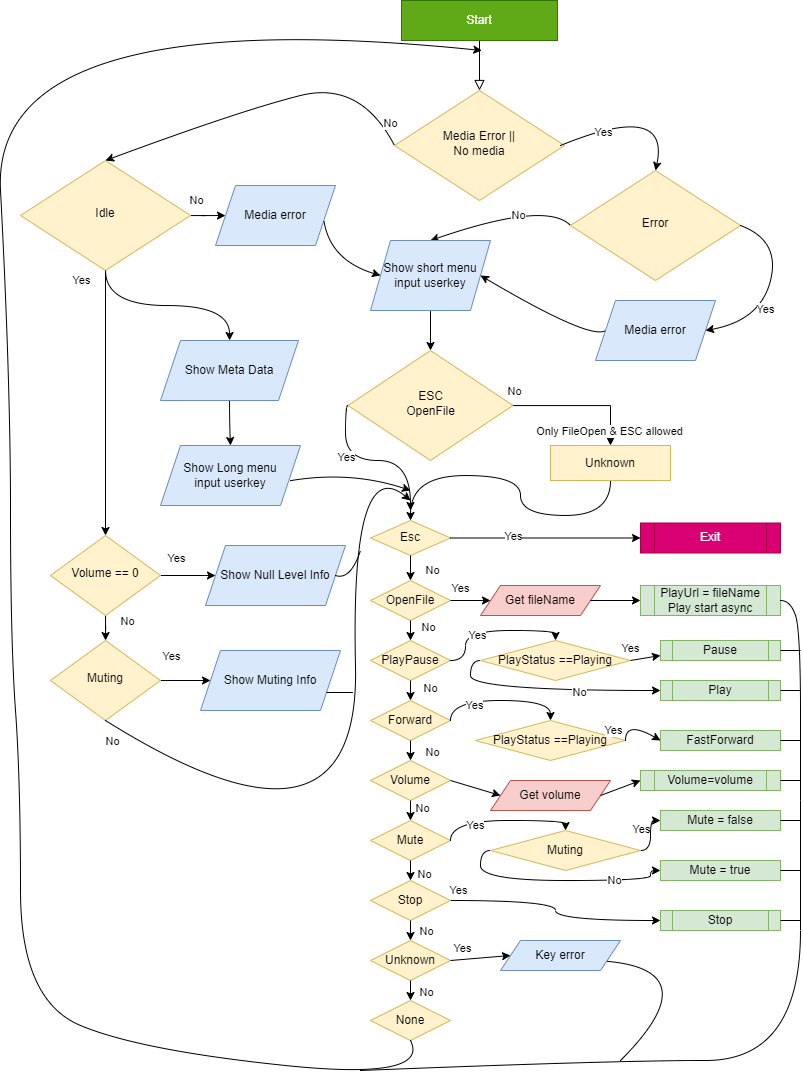 Start
Media Error ||
No media
No
Yes
Idle
No
Media error
Error
No
Yes
Show short menu
input userkey
Media error
Yes
Show Meta Data
ESC
OpenFile
No
Only FileOpen & ESC allowed
Unknown
Yes
Show Long menu
input userkey
Esc
Yes
Exit
No
Volume == 0
Yes
Show Null Level Info
No
OpenFile
Yes
Get fileName
PlayUrl = fileName
Play start async
No
Muting
Yes
Show Muting Info
No
PlayPause
Yes
PlayStatus ==Playing
Yes
Pause
No
Play
No
Forward
Yes
PlayStatus ==Playing
Yes
FastForward
No
Volume
Get volume
Volume=volume
No
Mute
Yes
Muting
Yes
Mute = false
No
Mute = true
No
Stop
Yes
Stop
No
Unknown
Yes
Key error
No
None